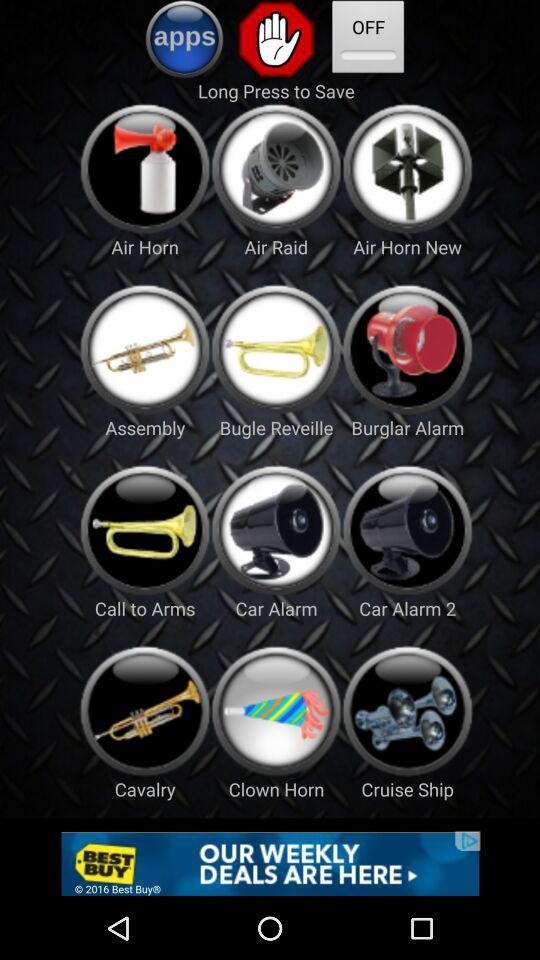 apps
OFF
Long Press to Save
Air Horn
Air Raid
Air Horn New
Assembly
Bugle Reveille
Burglar Alarm
Call to Arms
Car Alarm
Car Alarm 2
Cavalry
Clown Horn
Cruise Ship
BEST BUY
© 2016 Best Buy®
OUR WEEKLY
DEALS ARE HERE